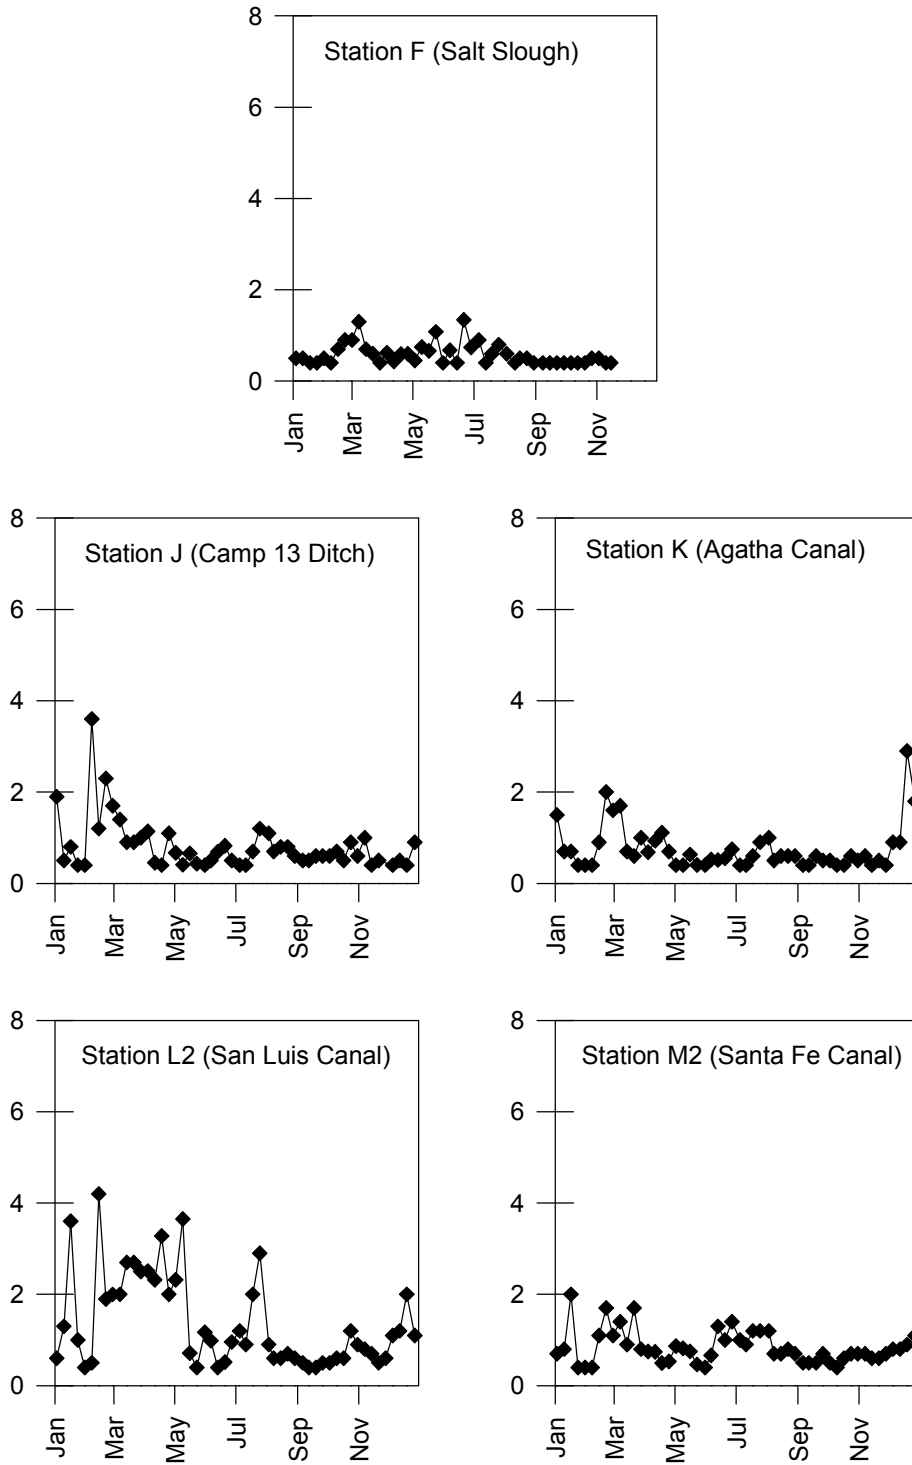 8
Station F (Salt Slough)
6
4
2
0
Jan Mar May Jul Sep Nov
8
Station J (Camp 13 Ditch)
6
4
2
0
Jan Mar May Jul Sep Nov
8
Station K (Agatha Canal)
6
4
2
0
Jan Mar May Jul Sep Nov
8
Station L2 (San Luis Canal)
6
4
2
0
Jan Mar May Jul Sep Nov
8
Station M2 (Santa Fe Canal)
6
4
2
0
Jan Mar May Jul Sep Nov